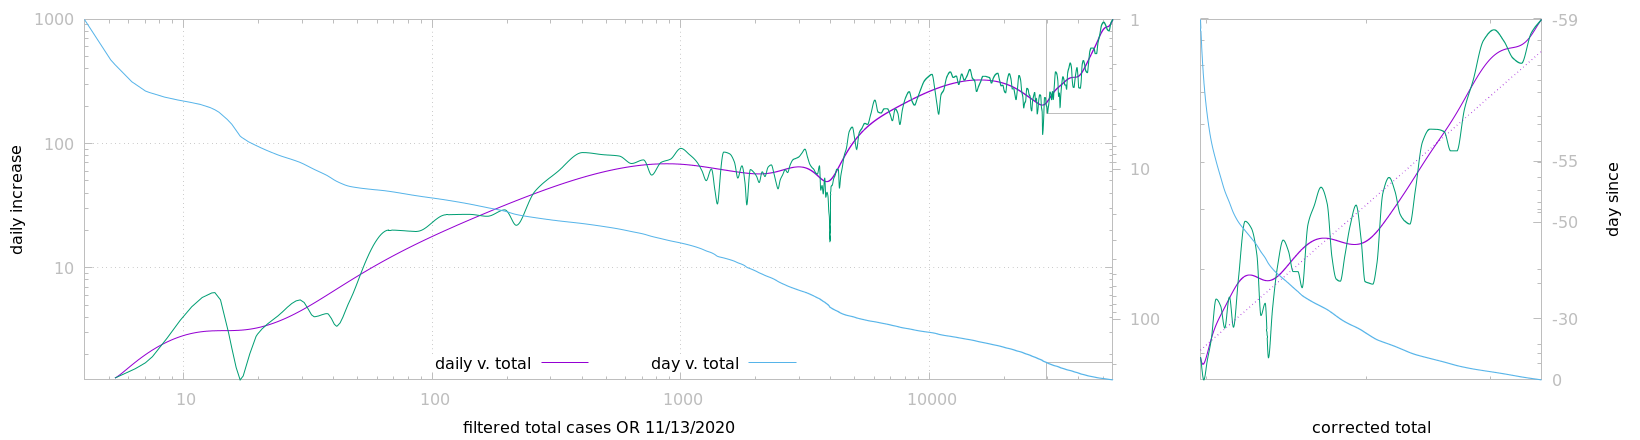 1000
100
10
daily increase
10
100
1000
10000
filtered total cases OR 11/13/2020
daily v. total
day v. total
1
10
100
-59
-55
-50
-30
0
day since
corrected total